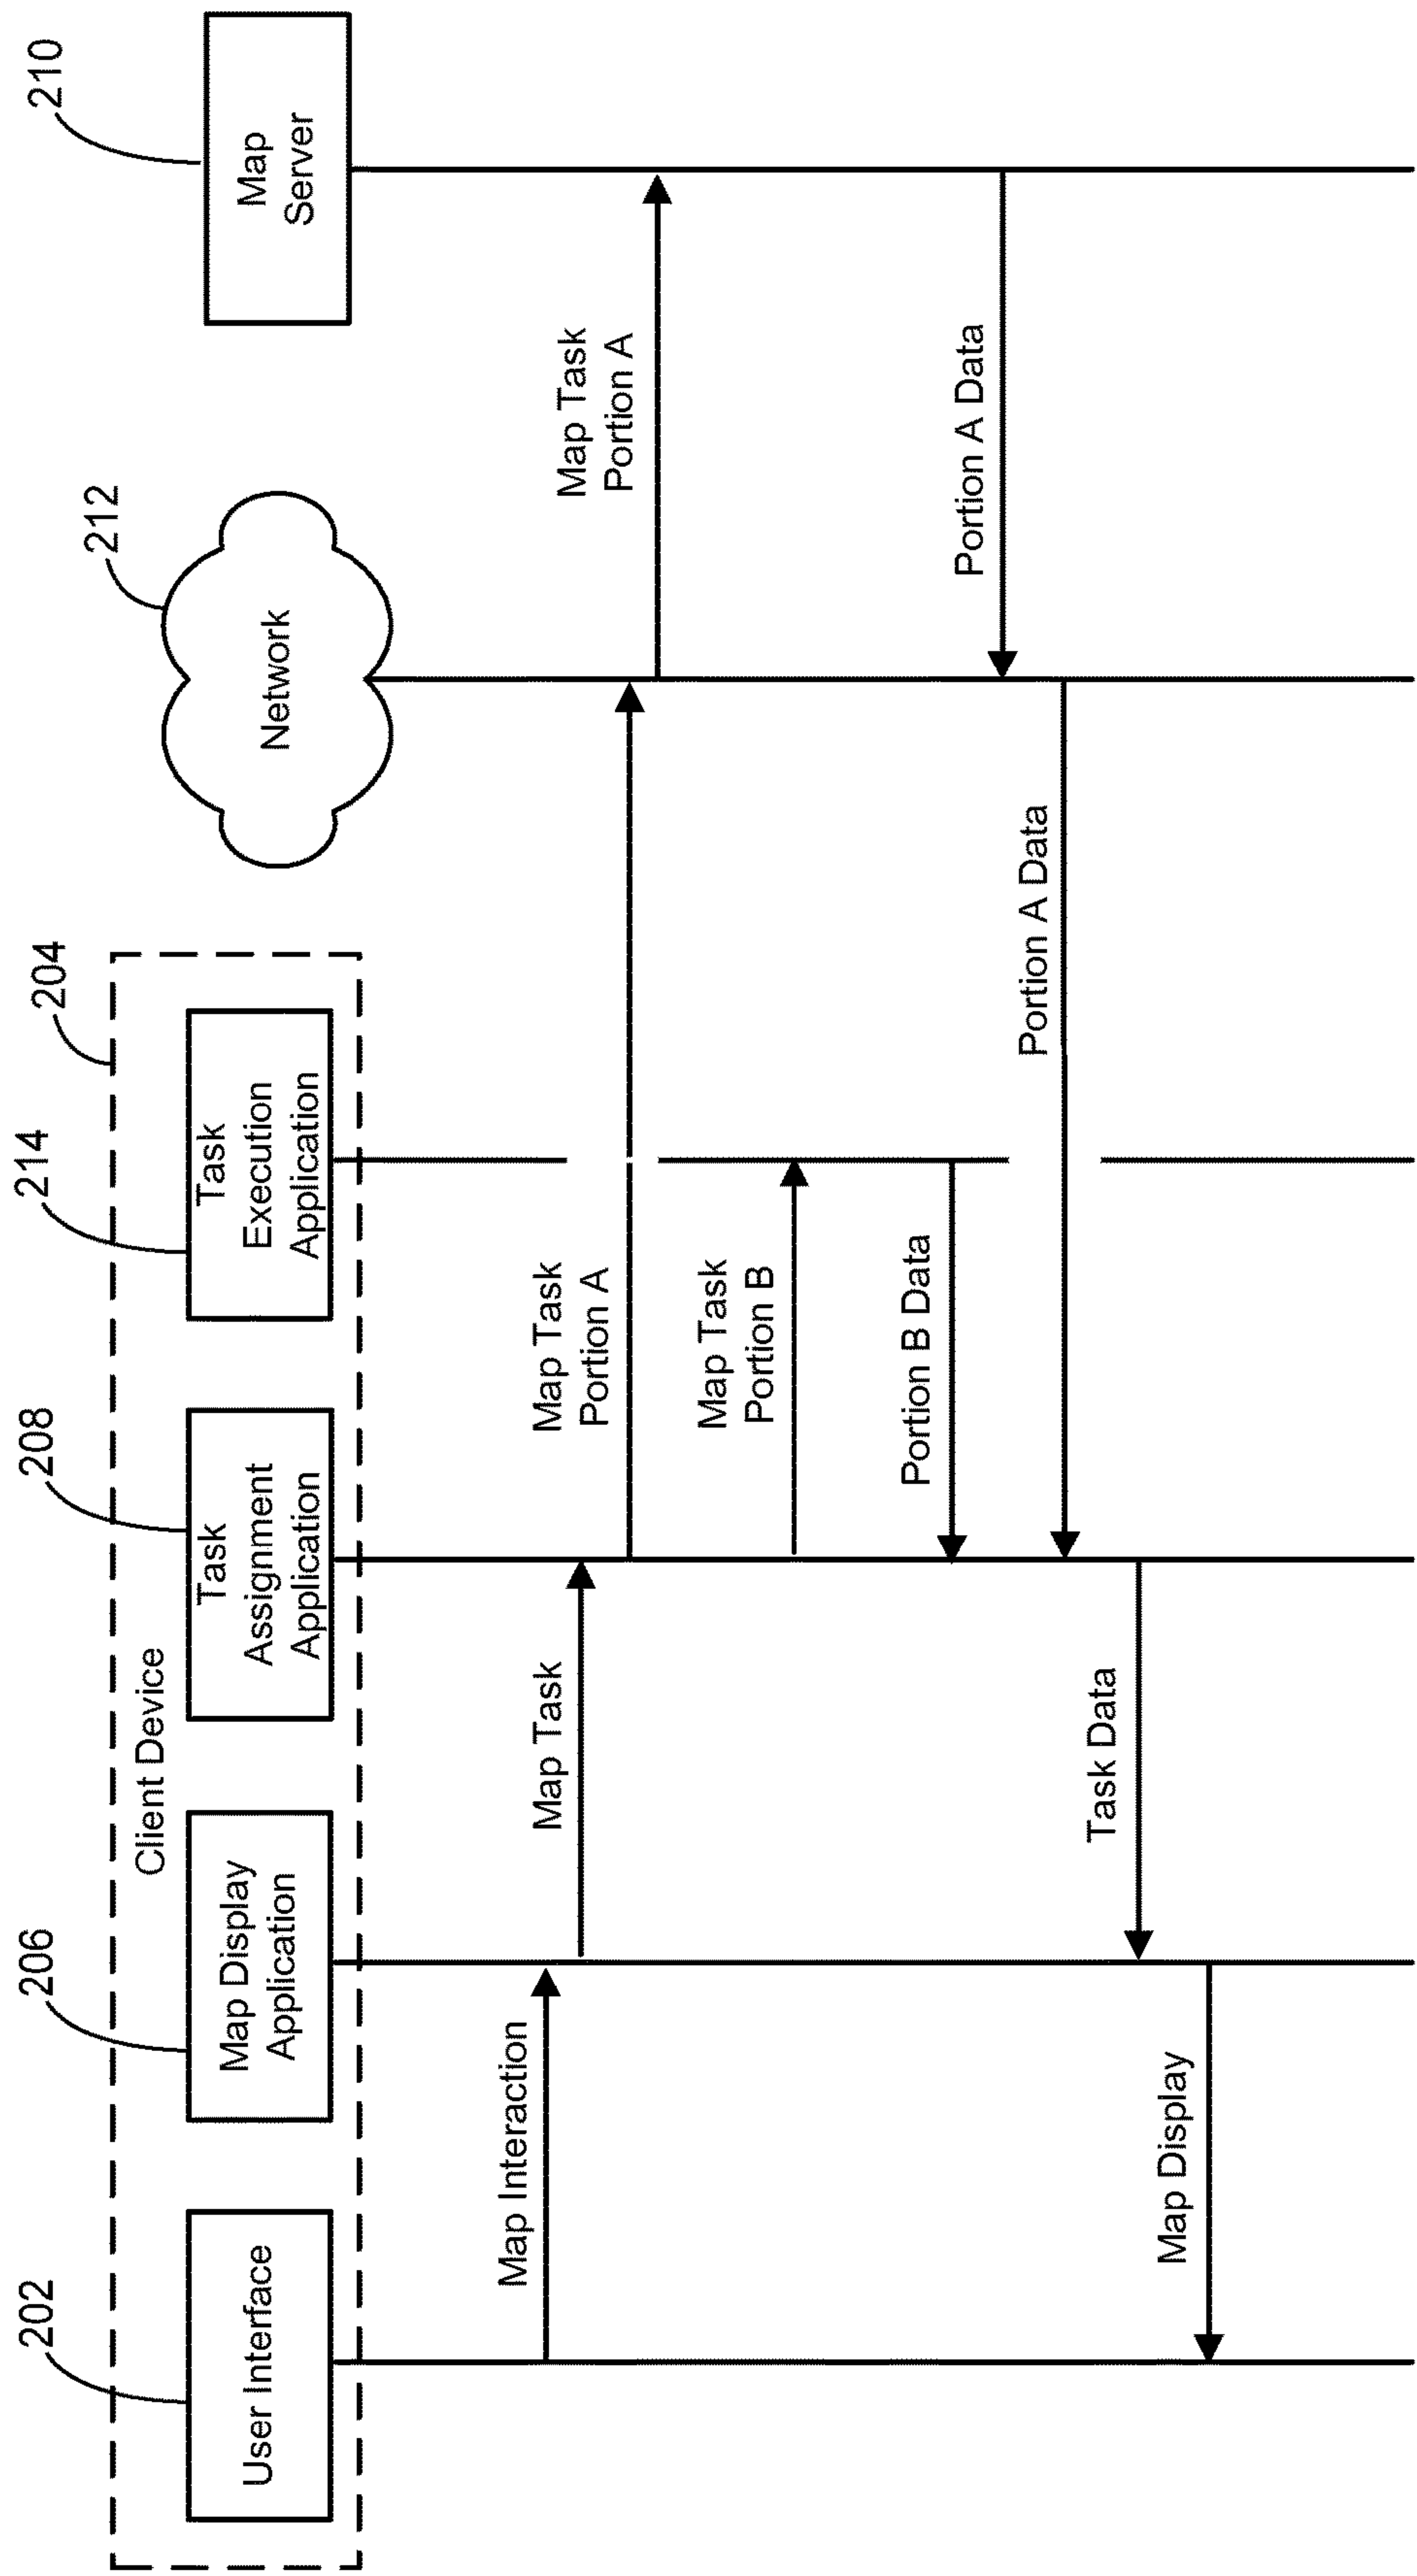 204
Client Device
202
206
208
214
212
210
User Interface
Map Display
Application
Task
Assignment
Application
Task
Execution
Application
Network
Map
Server
Map Interaction
Map Task
Map Task
Portion A
Map Task
Portion A
Map Task
Portion B
Portion B Data
Portion A Data
Portion A Data
Task Data
Map Display